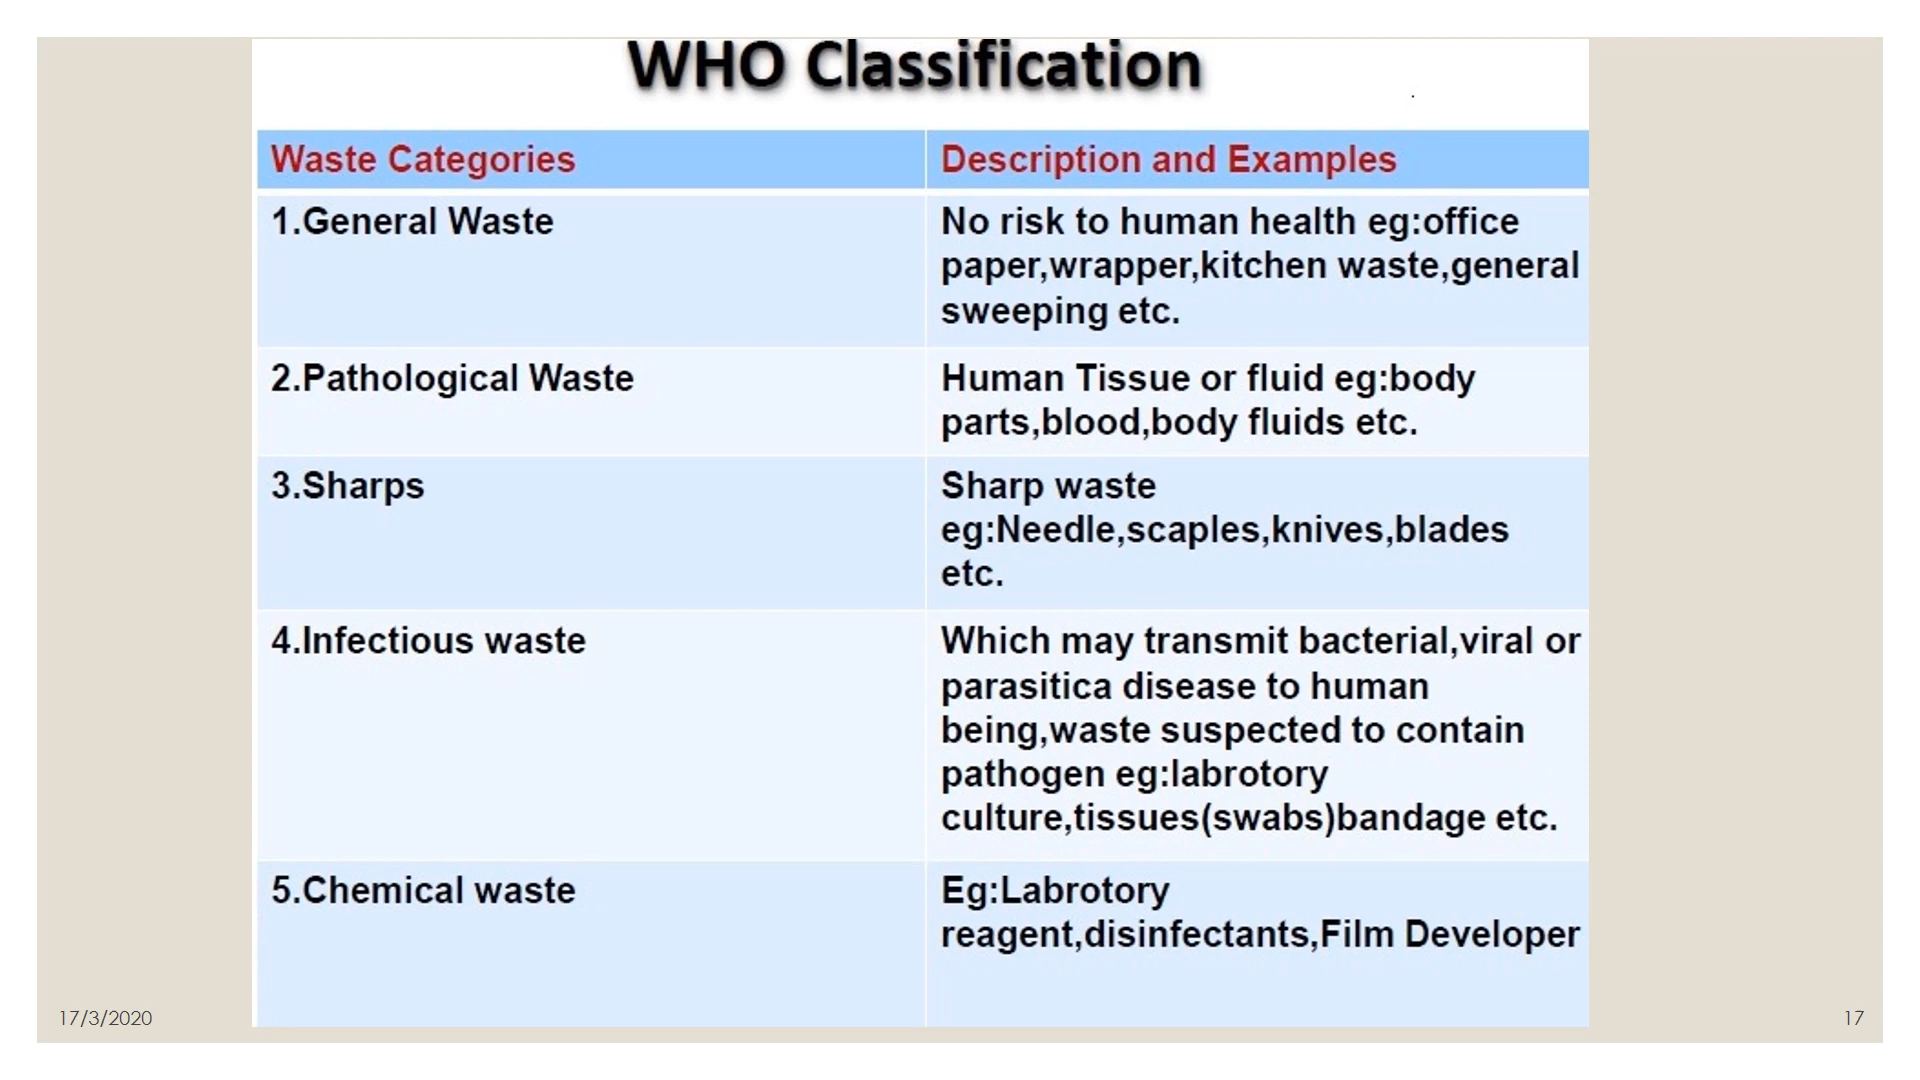 WHO Classification
.
Waste Categories
Description and Examples
1.General Waste
No risk to human health eg:office
paper,wrapper,kitchen waste,general
sweeping etc.
2.Pathological Waste
Human Tissue or fluid eg:body
parts,blood,body fluids etc.
3.Sharps
Sharp waste
eg:Needle,scaples,knives,blades
etc.
4.Infectious waste
Which may transmit bacterial,viral or
parasitica disease to human
being,waste suspected to contain
pathogen eg:labrotory
culture,tissues(swabs)bandage etc.
5.Chemical waste
Eg:Labrotory
reagent,disinfectants,Film Developer
17/3/2020
17